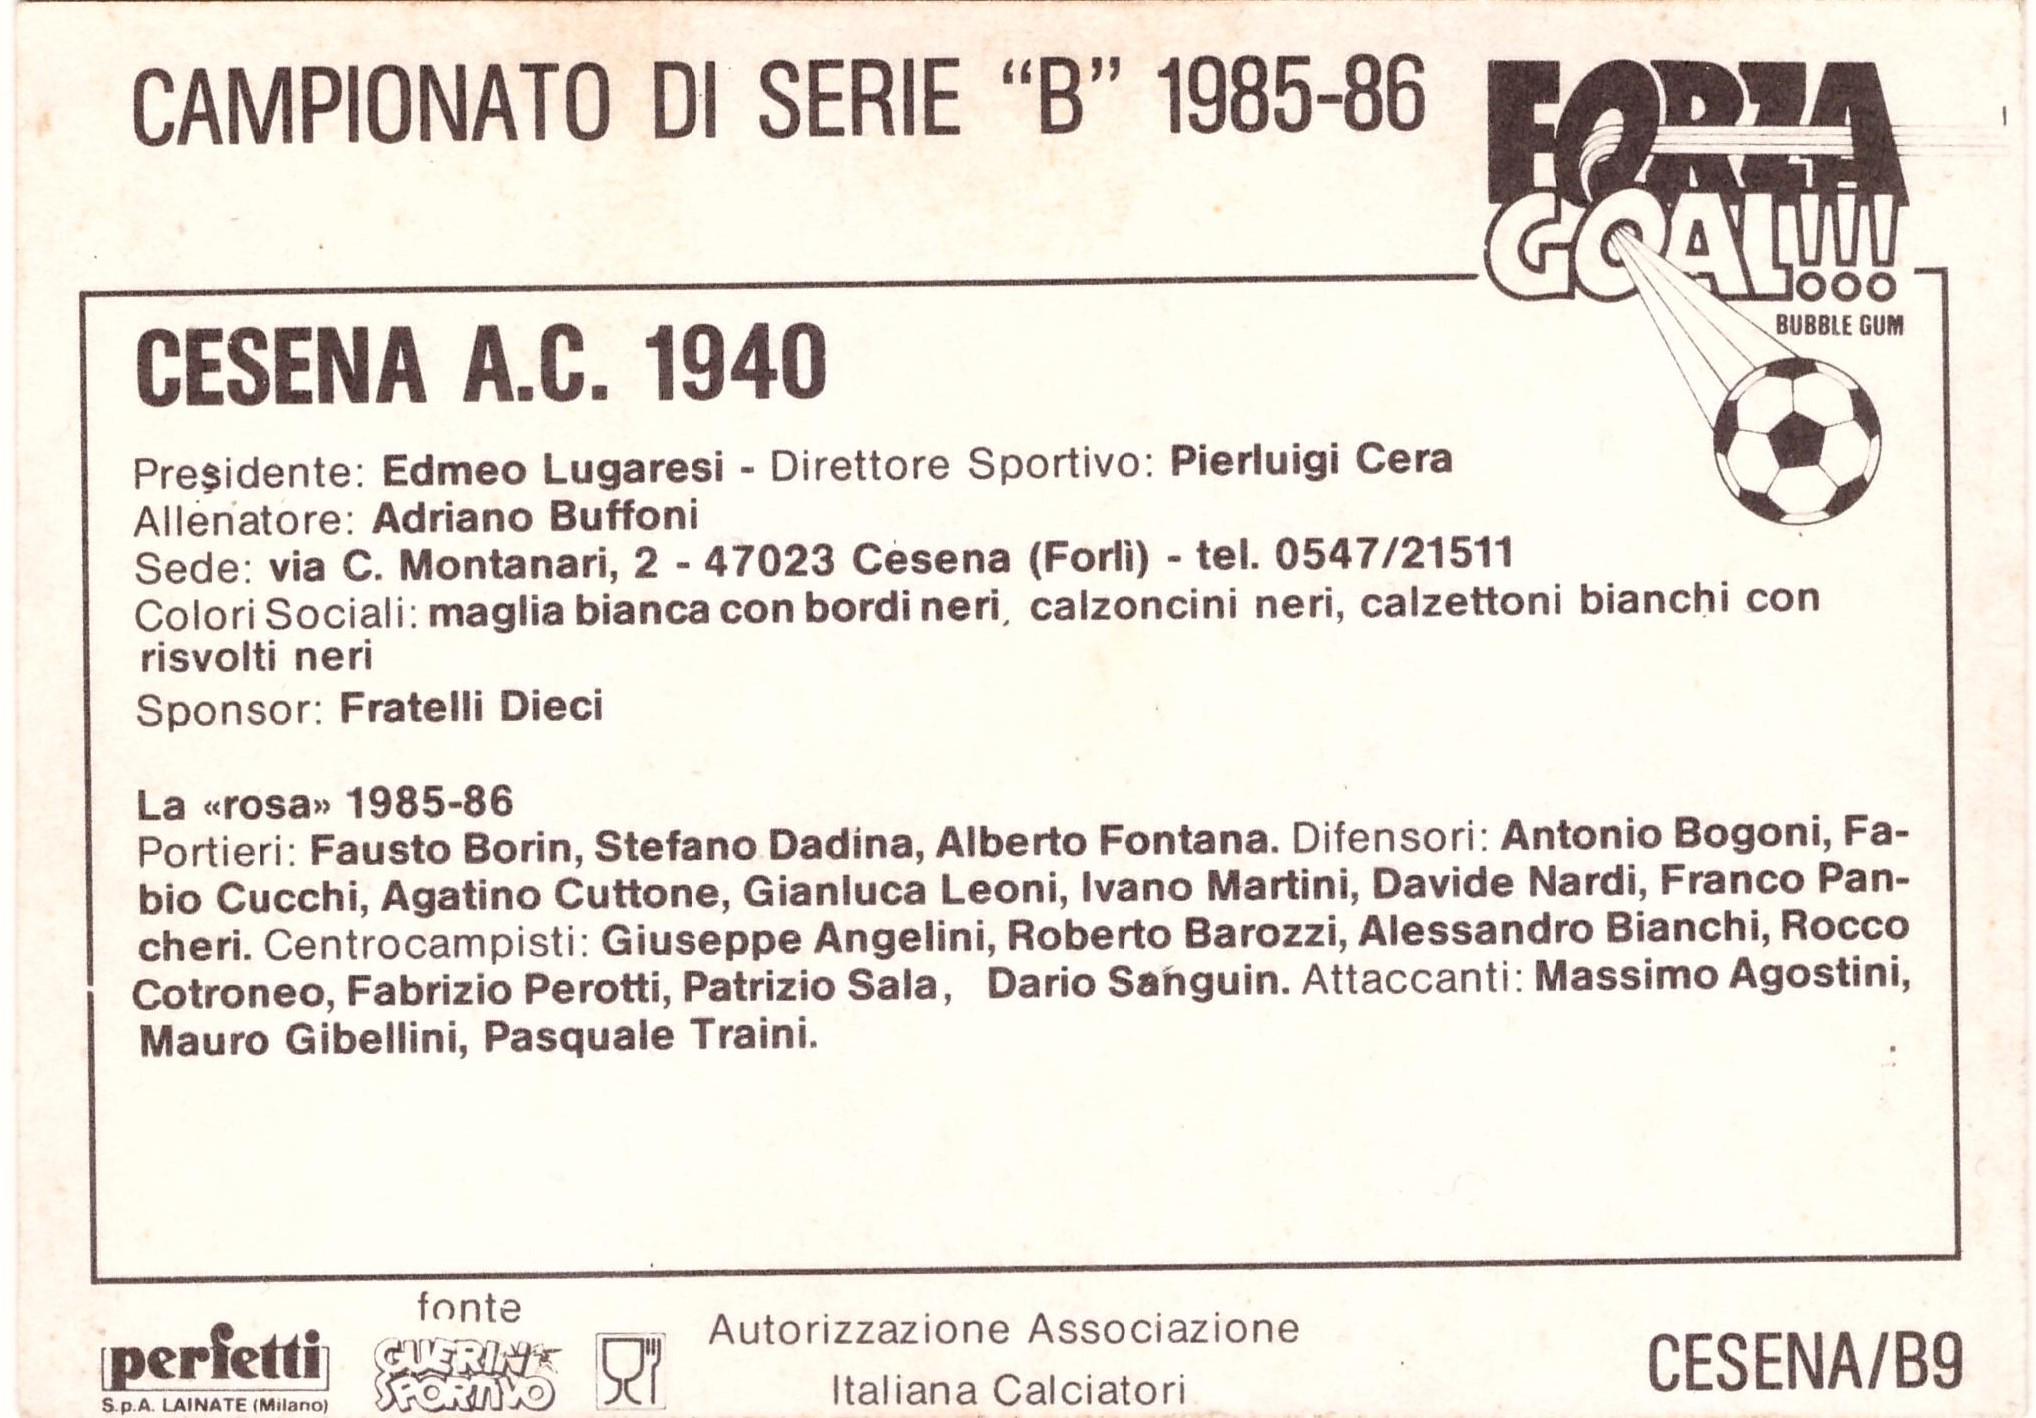 CAMPIONATO DI SERIE “B” 1985-86
FORZA
GOAL!!!
BUBBLE GUM
CESENA A.C. 1940
Presidente: Edmeo Lugaresi - Direttore Sportivo: Pierluigi Cera
Allenatore: Adriano Buffoni
Sede: via C. Montanari, 2 - 47023 Cesena (Forlì) - tel. 0547/21511
Colori Sociali: maglia bianca con bordi neri, calzoncini neri, calzettoni bianchi con
risvolti neri
Sponsor: Fratelli Dieci
La «rosa» 1985-86
Portieri: Fausto Borin, Stefano Dadina, Alberto Fontana. Difensori: Antonio Bogoni, Fa-
bio Cucchi, Agatino Cuttone, Gianluca Leoni, Ivano Martini, Davide Nardi, Franco Pan-
cheri. Centrocampisti: Giuseppe Angelini, Roberto Barozzi, Alessandro Bianchi, Rocco
Cotroneo, Fabrizio Perotti, Patrizio Sala, Dario Sanguin. Attaccanti: Massimo Agostini,
Mauro Gibellini, Pasquale Traini.
perfetti
S.p.A. LAINATE (Milano)
fonte
GUERIN
SPORTIVO
Autorizzazione Associazione
Italiana Calciatori
CESENA/B9